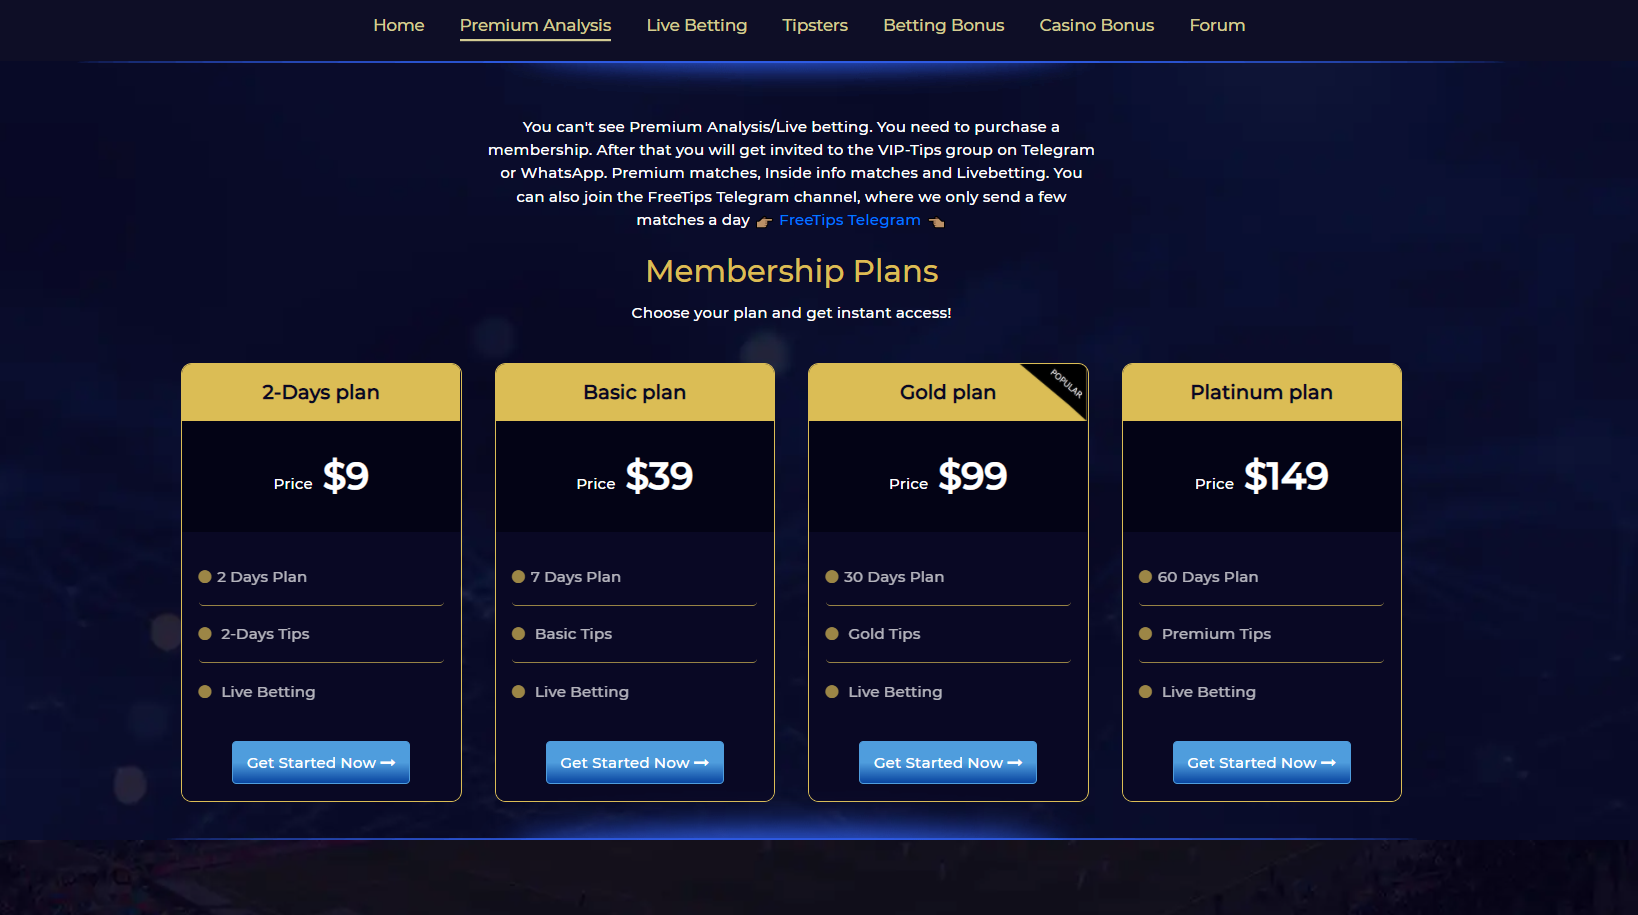 Home Premium Analysis Live Betting Tipsters Betting Bonus Casino Bonus Forum
You can't see Premium Analysis/Live betting. You need to purchase a
membership. After that you will get invited to the VIP-Tips group on Telegram
or WhatsApp. Premium matches, Inside info matches and Livebetting. You
can also join the FreeTips Telegram channel, where we only send a few
matches a day FreeTips Telegram
Membership Plans
Choose your plan and get instant access!
2-Days plan
Price $9
2 Days Plan
2-Days Tips
Live Betting
Get Started Now
Basic plan
Price $39
7 Days Plan
Basic Tips
Live Betting
Get Started Now
Gold plan
POPULAR
Price $99
30 Days Plan
Gold Tips
Live Betting
Get Started Now
Platinum plan
Price $149
60 Days Plan
Premium Tips
Live Betting
Get Started Now